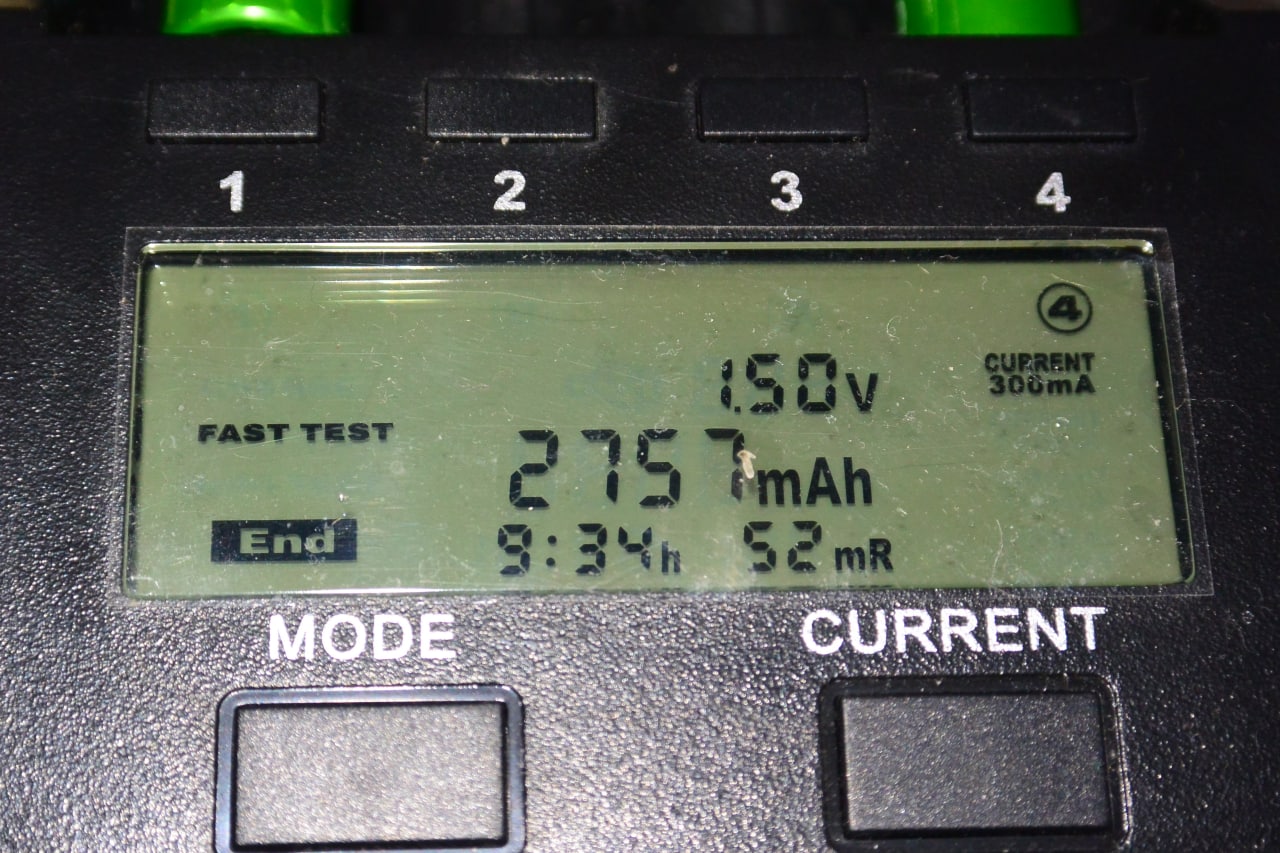 1 2 3 4
4
CURRENT
300mA
1.50V
FAST TEST
2757mAh
End
9:34h 52mR
MODE CURRENT